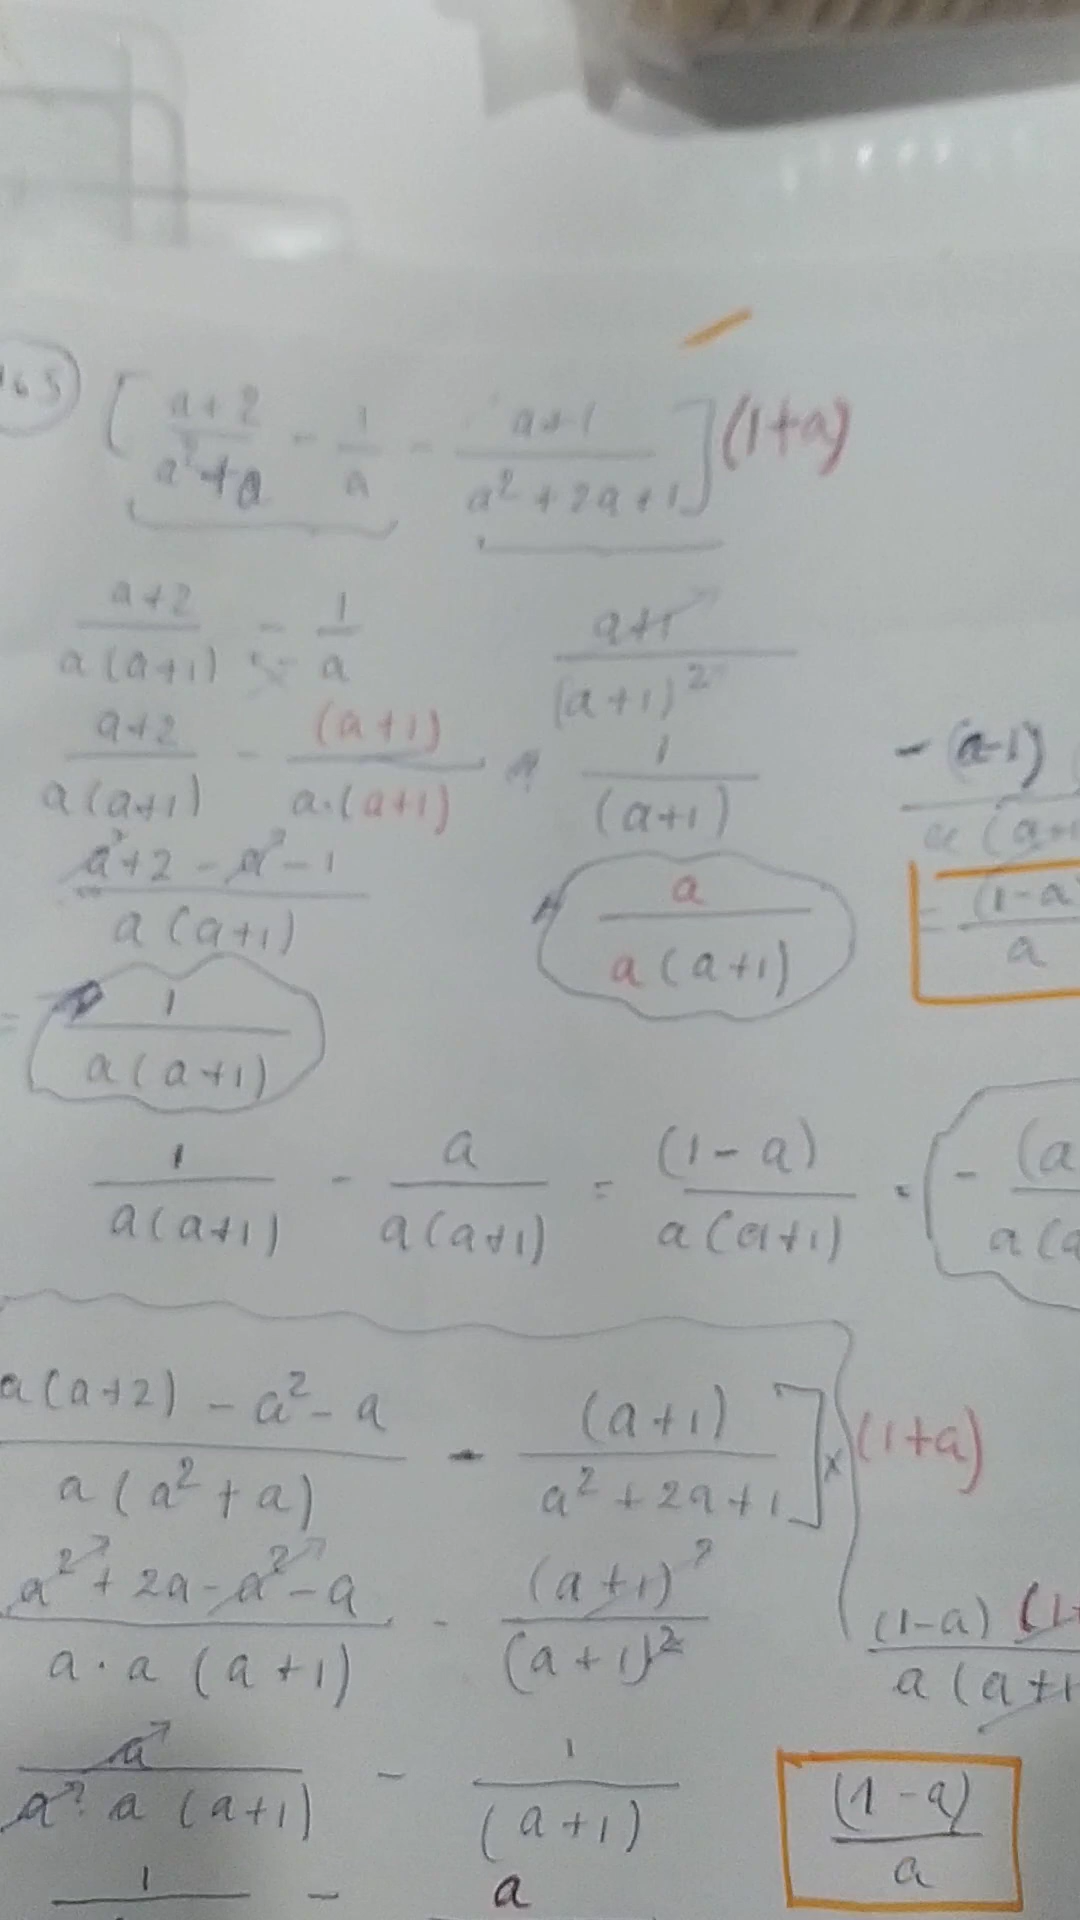 [ (a+2)/(a²+a) - 1/a - (a+1)/(a²+2a+1) ] (1+a)
(a+2)/(a(a+1)) - 1/a
(a+1)/((a+1)²)
(a+2)/(a(a+1)) - (a+1)/(a·(a+1))
1/((a+1))
-(a-1)
(a+2-a-1)/(a(a+1))
a/(a(a+1))
= (1-a)/a
= 1/(a(a+1))
1/(a(a+1)) - a/(a(a+1)) = (1-a)/(a(a+1)) =
(a(a+2)-a²-a)/(a(a²+a)) - (a+1)/(a²+2a+1) ] x (1+a)
(a²+2a-a²-a)/(a·a(a+1)) - (a+1)/((a+1)²)
(1-a)
a/(a·a(a+1)) - 1/((a+1))
(1-a)/a
1 - a